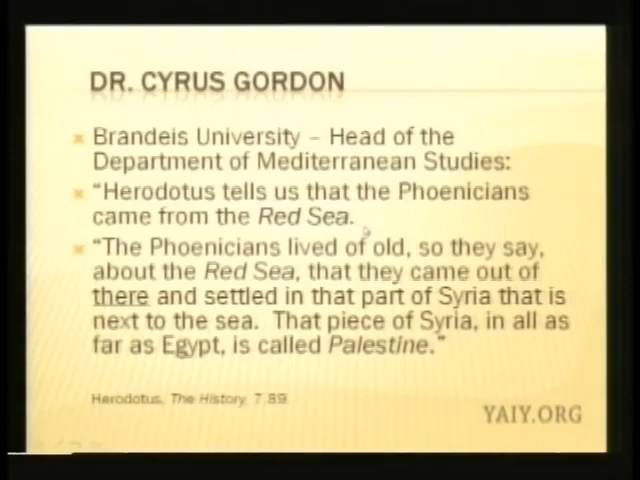 DR. CYRUS GORDON
Brandeis University – Head of the
Department of Mediterranean Studies:
"Herodotus tells us that the Phoenicians
came from the Red Sea.
"The Phoenicians lived of old, so they say,
about the Red Sea, that they came out of
there and settled in that part of Syria that is
next to the sea. That piece of Syria, in all as
far as Egypt, is called Palestine."
Herodotus, The History, 7.89
YAIY.ORG